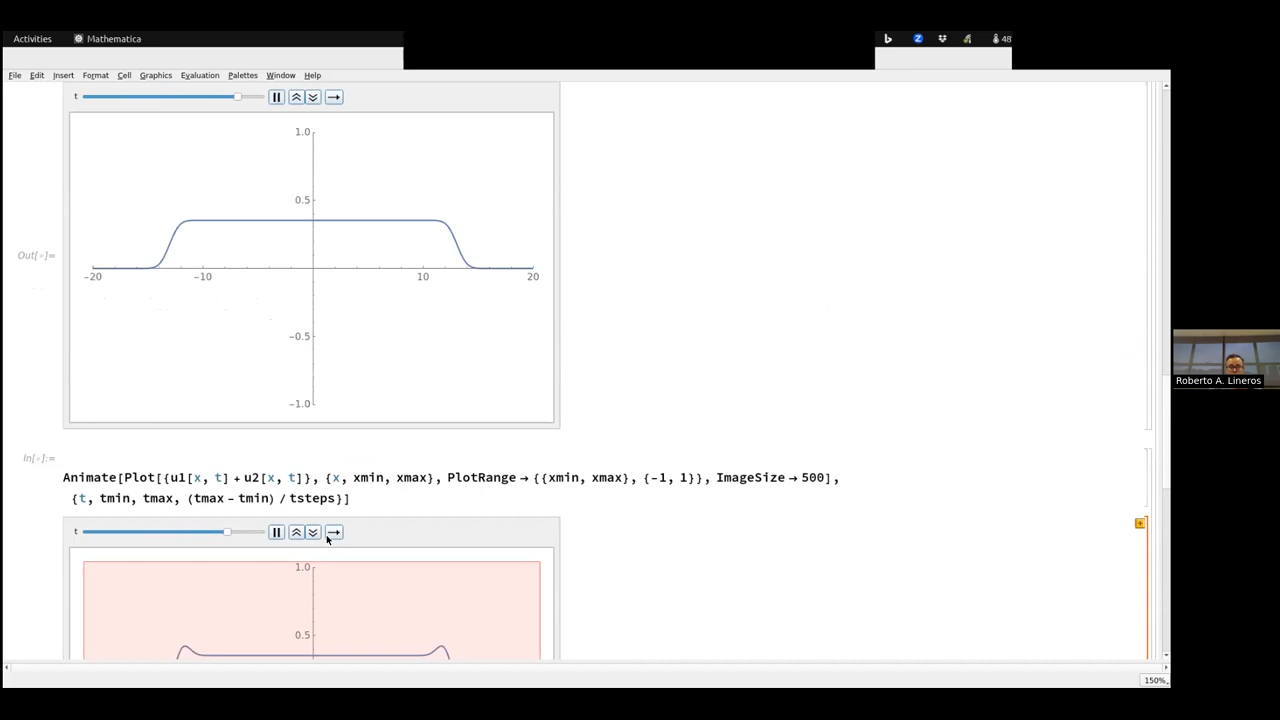 Activities Mathematica 48
File Edit Insert Format Cell Graphics Evaluation Palettes Window Help
t
1.0
0.5
Out[•]=
−20 −10 10 20
−0.5
−1.0
In[•]:=
Animate[Plot[{u1[x, t] + u2[x, t]}, {x, xmin, xmax}, PlotRange → {{xmin, xmax}, {-1, 1}}, ImageSize → 500],
{t, tmin, tmax, (tmax - tmin) / tsteps}]
t
1.0
0.5
150%
Roberto A. Lineros